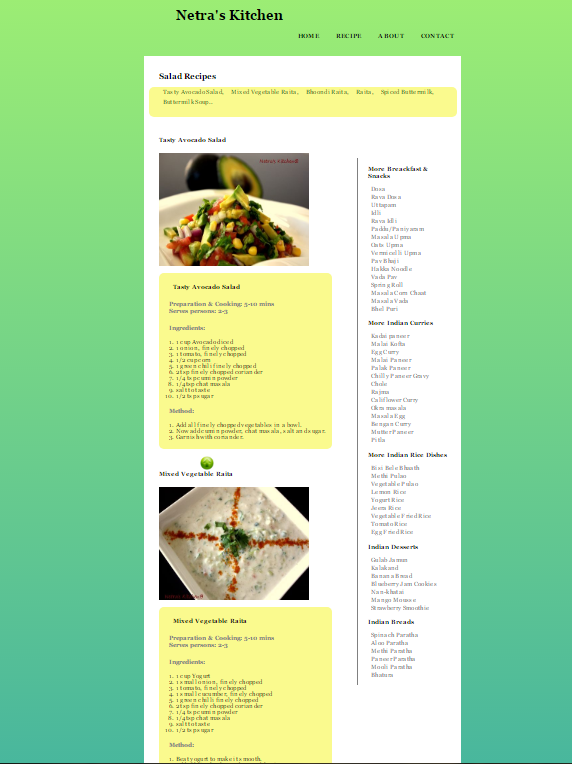 Netra's Kitchen
HOME RECIPE ABOUT CONTACT
Salad Recipes
Tasty Avocado Salad, Mixed Vegetable Raita, Bhoondi Raita, Raita, Spiced Buttermilk,
Buttermilk Soup...
Tasty Avocado Salad
Tasty Avocado Salad
Preparation & Cooking: 5-10 mins
Serves persons: 2-3
Ingredients:
1. 1 cup Avocado diced
2. 1 onion, finely chopped
3. 1 tomato, finely chopped
4. 1/2 cup corn
5. 1 green chili finely chopped
6. 2tsp finely chopped coriander
7. 1/4 tsp cumin powder
8. 1/4tsp chat masala
9. salt to taste
10. 1/2 tsp sugar
Method:
1. Add all finely chopped vegetables in a bowl.
2. Now add cumin powder, chat masala, salt and sugar.
3. Garnish with coriander.
Mixed Vegetable Raita
Mixed Vegetable Raita
Preparation & Cooking: 5-10 mins
Serves persons: 2-3
Ingredients:
1. 1 cup Yogurt
2. 1 small onion, finely chopped
3. 1 tomato, finely chopped
4. 1 small cucumber, finely chopped
5. 1 green chilli finely chopped
6. 2tsp finely chopped coriander
7. 1/4 tsp cumin powder
8. 1/4tsp chat masala
9. salt to taste
10. 1/2 tsp sugar
Method:
1. Beat yogurt to make it smooth.
More Breakfast &
Snacks
Dosa
Rava Dosa
Uttapam
Idli
Rava Idli
Paddu/Paniyaram
Masala Upma
Oats Upma
Vermicelli Upma
Pav Bhaji
Hakka Noodle
Vada Pav
Spring Roll
Masala Corn Chaat
Masala Vada
Bhel Puri
More Indian Curries
Kadai paneer
Malai Kofta
Egg Curry
Malai Paneer
Palak Paneer
Chilly Paneer Gravy
Chole
Rajma
Califlower Curry
Okra masala
Masala Egg
Bengan Curry
Mutter Paneer
Pitla
More Indian Rice Dishes
Bisi Bele Bhaath
Methi Pulao
Vegetable Pulao
Lemon Rice
Yogurt Rice
Jeera Rice
Vegetable Fried Rice
Tomato Rice
Egg Fried Rice
Indian Desserts
Gulab Jamun
Kalakand
Banana Bread
Blueberry Jam Cookies
Nan-khatai
Mango Mousse
Strawberry Smoothie
Indian Breads
Spinach Paratha
Aloo Paratha
Methi Paratha
Paneer Paratha
Mooli Paratha
Bhatura